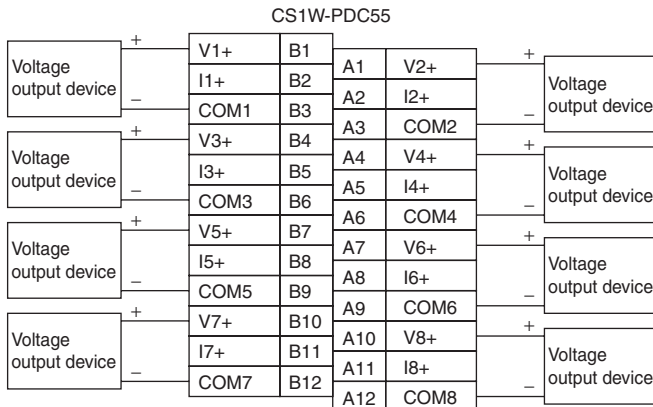 CS1W-PDC55
+ V1+ B1
Voltage
output device
I1+ B2
− COM1 B3
+ V3+ B4
Voltage
output device
I3+ B5
− COM3 B6
+ V5+ B7
Voltage
output device
I5+ B8
− COM5 B9
+ V7+ B10
Voltage
output device
I7+ B11
− COM7 B12
A1 V2+ +
Voltage
output device
A2 I2+
A3 COM2 −
A4 V4+ +
Voltage
output device
A5 I4+
A6 COM4 −
A7 V6+ +
Voltage
output device
A8 I6+
A9 COM6 −
A10 V8+ +
Voltage
output device
A11 I8+
A12 COM8 −